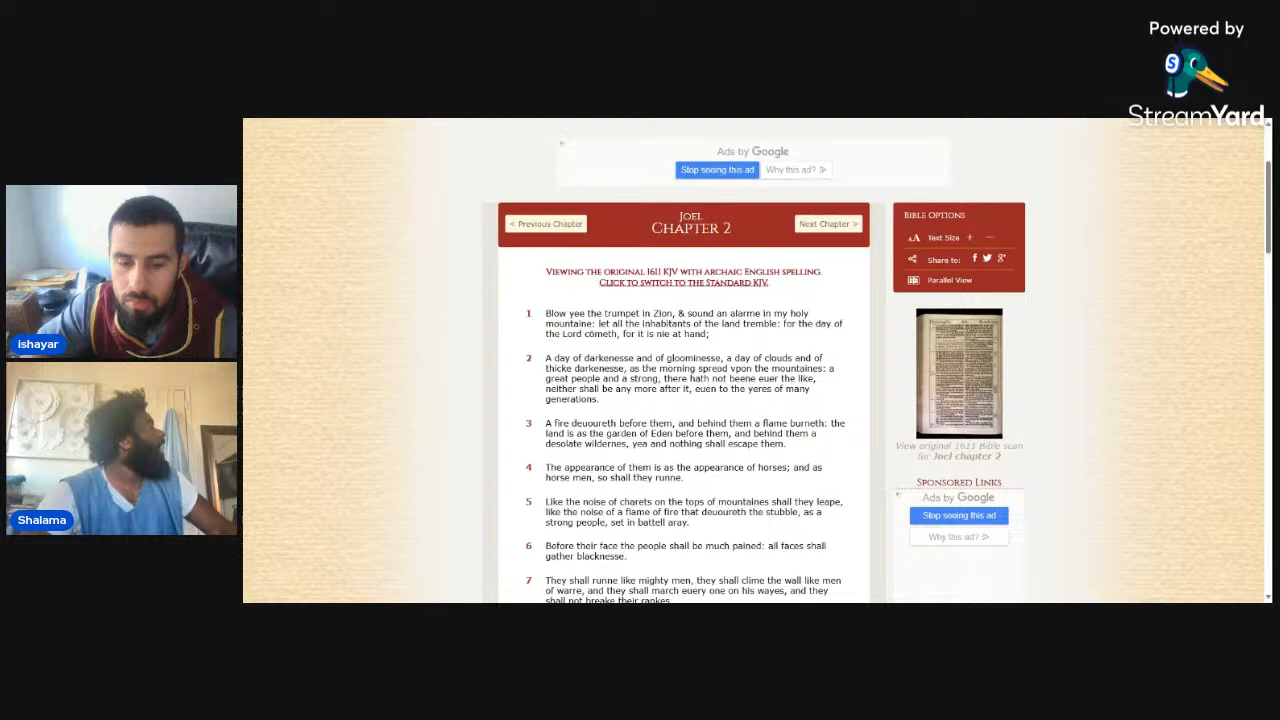 Powered by
S
StreamYard
Ads by Google
Stop seeing this ad
Why this ad?
< Previous Chapter
Joel
Chapter 2
Next Chapter >
Bible Options
AA Text Size + —
Share to: f g+
Parallel View
Viewing the original 1611 KJV with archaic English spelling.
Click to switch to the Standard KJV.
1 Blow yee the trumpet in Zion, & sound an alarme in my holy
mountaine: let all the inhabitants of the land tremble: for the day of
the Lord cõmeth, for it is nie at hand;
2 A day of darkenesse and of gloominesse, a day of clouds and of
thicke darkenesse, as the morning spread vpon the mountaines: a
great people and a strong, there hath not beene euer the like,
neither shall be any more after it, euen to the yeres of many
generations.
3 A fire deuoureth before them, and behind them a flame burneth: the
land is as the garden of Eden before them, and behind them a
desolate wildernes, yea and nothing shall escape them.
4 The appearance of them is as the appearance of horses; and as
horse men, so shall they runne.
5 Like the noise of charets on the tops of mountaines shall they leape,
like the noise of a flame of fire that deuoureth the stubble, as a
strong people, set in battell aray.
6 Before their face the people shall be much pained: all faces shall
gather blacknesse.
7 They shall runne like mighty men, they shall clime the wall like men
of warre, and they shall march euery one on his wayes, and they
shall not breake their rankes.
View original 1611 Bible scan
for Joel chapter 2
Sponsored Links
Ads by Google
Stop seeing this ad
Why this ad?
ishayar
Shalama